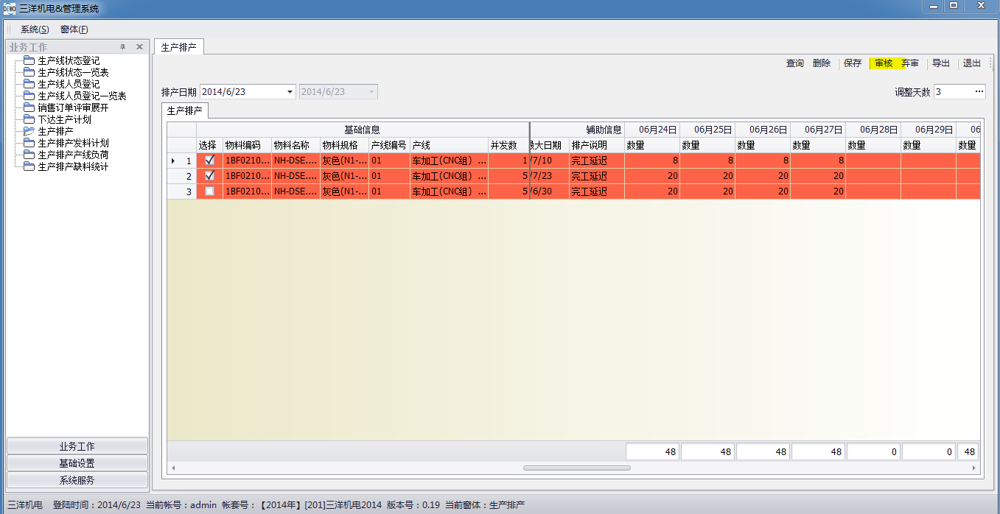 DEMO 三洋机电&管理系统
系统(S) 窗体(F)
业务工作
生产线状态登记
生产线状态一览表
生产线人员登记
生产线人员登记一览表
销售订单评审展开
下达生产计划
生产排产
生产排产发料计划
生产排产产线负荷
生产排产缺料统计
业务工作
基础设置
系统服务
生产排产
查询 删除 保存 审核 弃审 导出 退出
排产日期 2014/6/23 2014/6/23 调整天数 3 ...
生产排产
基础信息 辅助信息 06月24日 06月25日 06月26日 06月27日 06月28日 06月29日 06
选择 物料编码 物料名称 物料规格 产线编号 产线 并发数 最大日期 排产说明 数量 数量 数量 数量 数量 数量 数量
1 1BF0210... NH-DSE.... 灰色(N1-... 01 车加工(CNC组) ... 1 /7/10 完工延迟 8 8 8 8
2 1BF0210... NH-DSE.... 灰色(N1-... 01 车加工(CNC组) ... 5 /7/23 完工延迟 20 20 20 20
3 1BF0210... NH-DSE.... 灰色(N1-... 01 车加工(CNC组) ... 5 /6/30 完工延迟 20 20 20 20
48 48 48 48 0 0 48
三洋机电 登陆时间：2014/6/23 当前帐号：admin 帐套号：【2014年】[201]三洋机电2014 版本号：0.19 当前窗体：生产排产